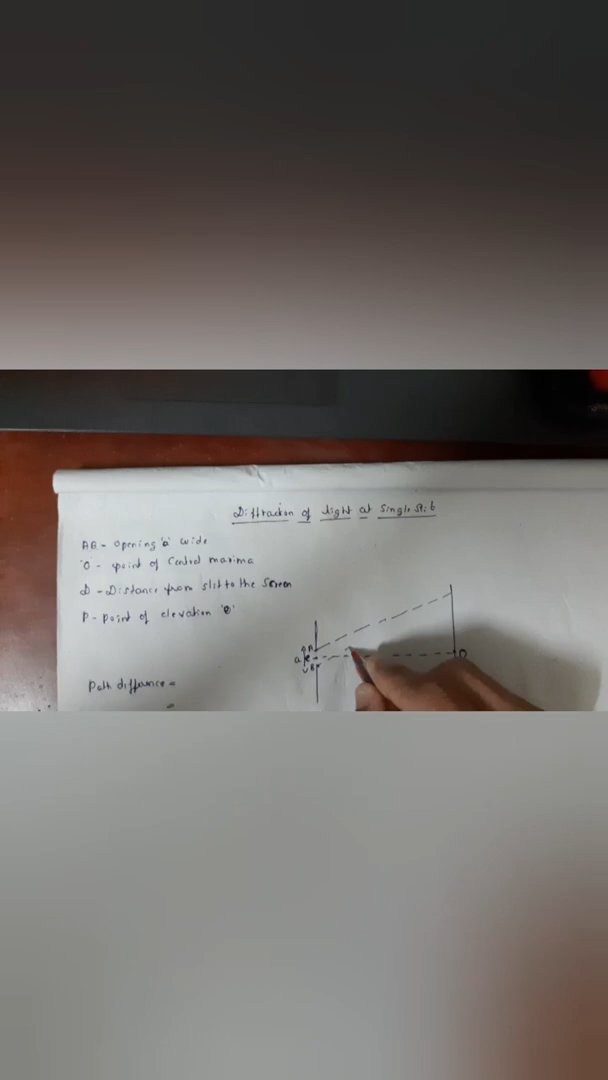 Diffraction of light at Single slit
AB - opening 'a' wide
'O' - point of Central maxima
D - Distance from slit to the Screen
P - Point of elevation 'θ'
A
a
B
O
Path difference =
=